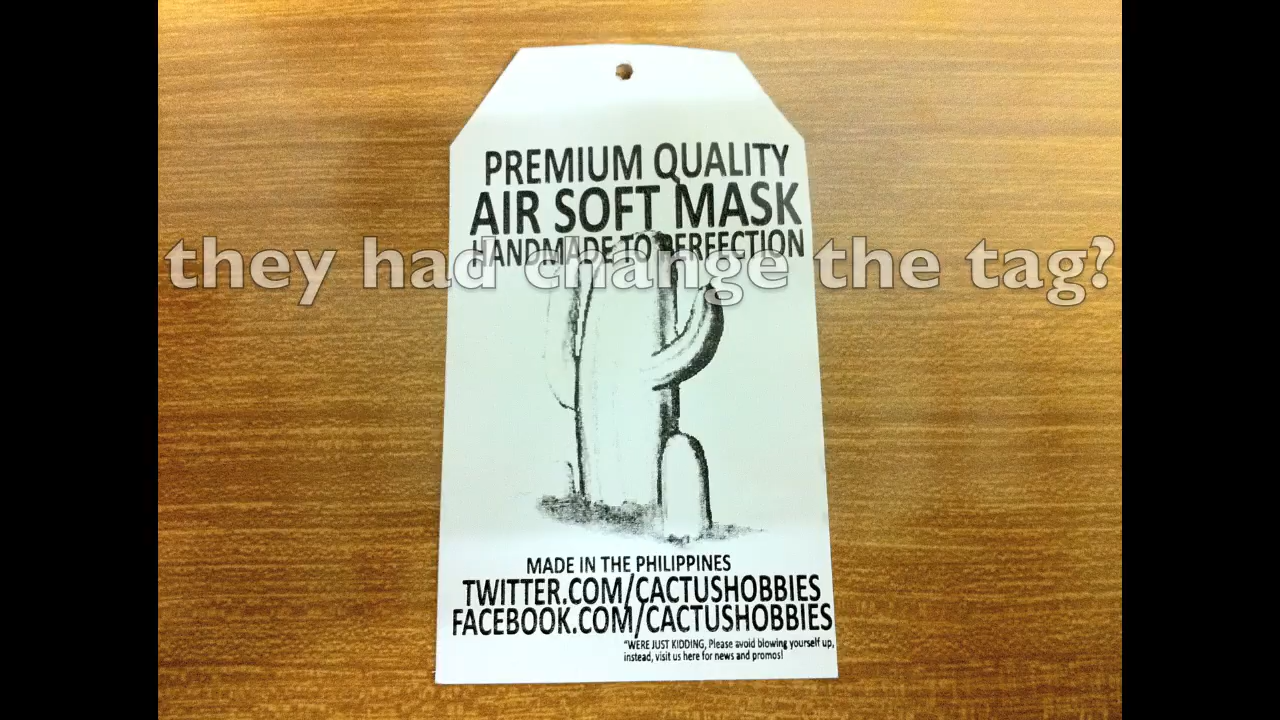 PREMIUM QUALITY
AIR SOFT MASK
HANDMADE TO PERFECTION
they had change the tag?
MADE IN THE PHILIPPINES
TWITTER.COM/CACTUSHOBBIES
FACEBOOK.COM/CACTUSHOBBIES
"WERE JUST KIDDING, Please avoid blowing yourself up,
instead, visit us here for news and promos!